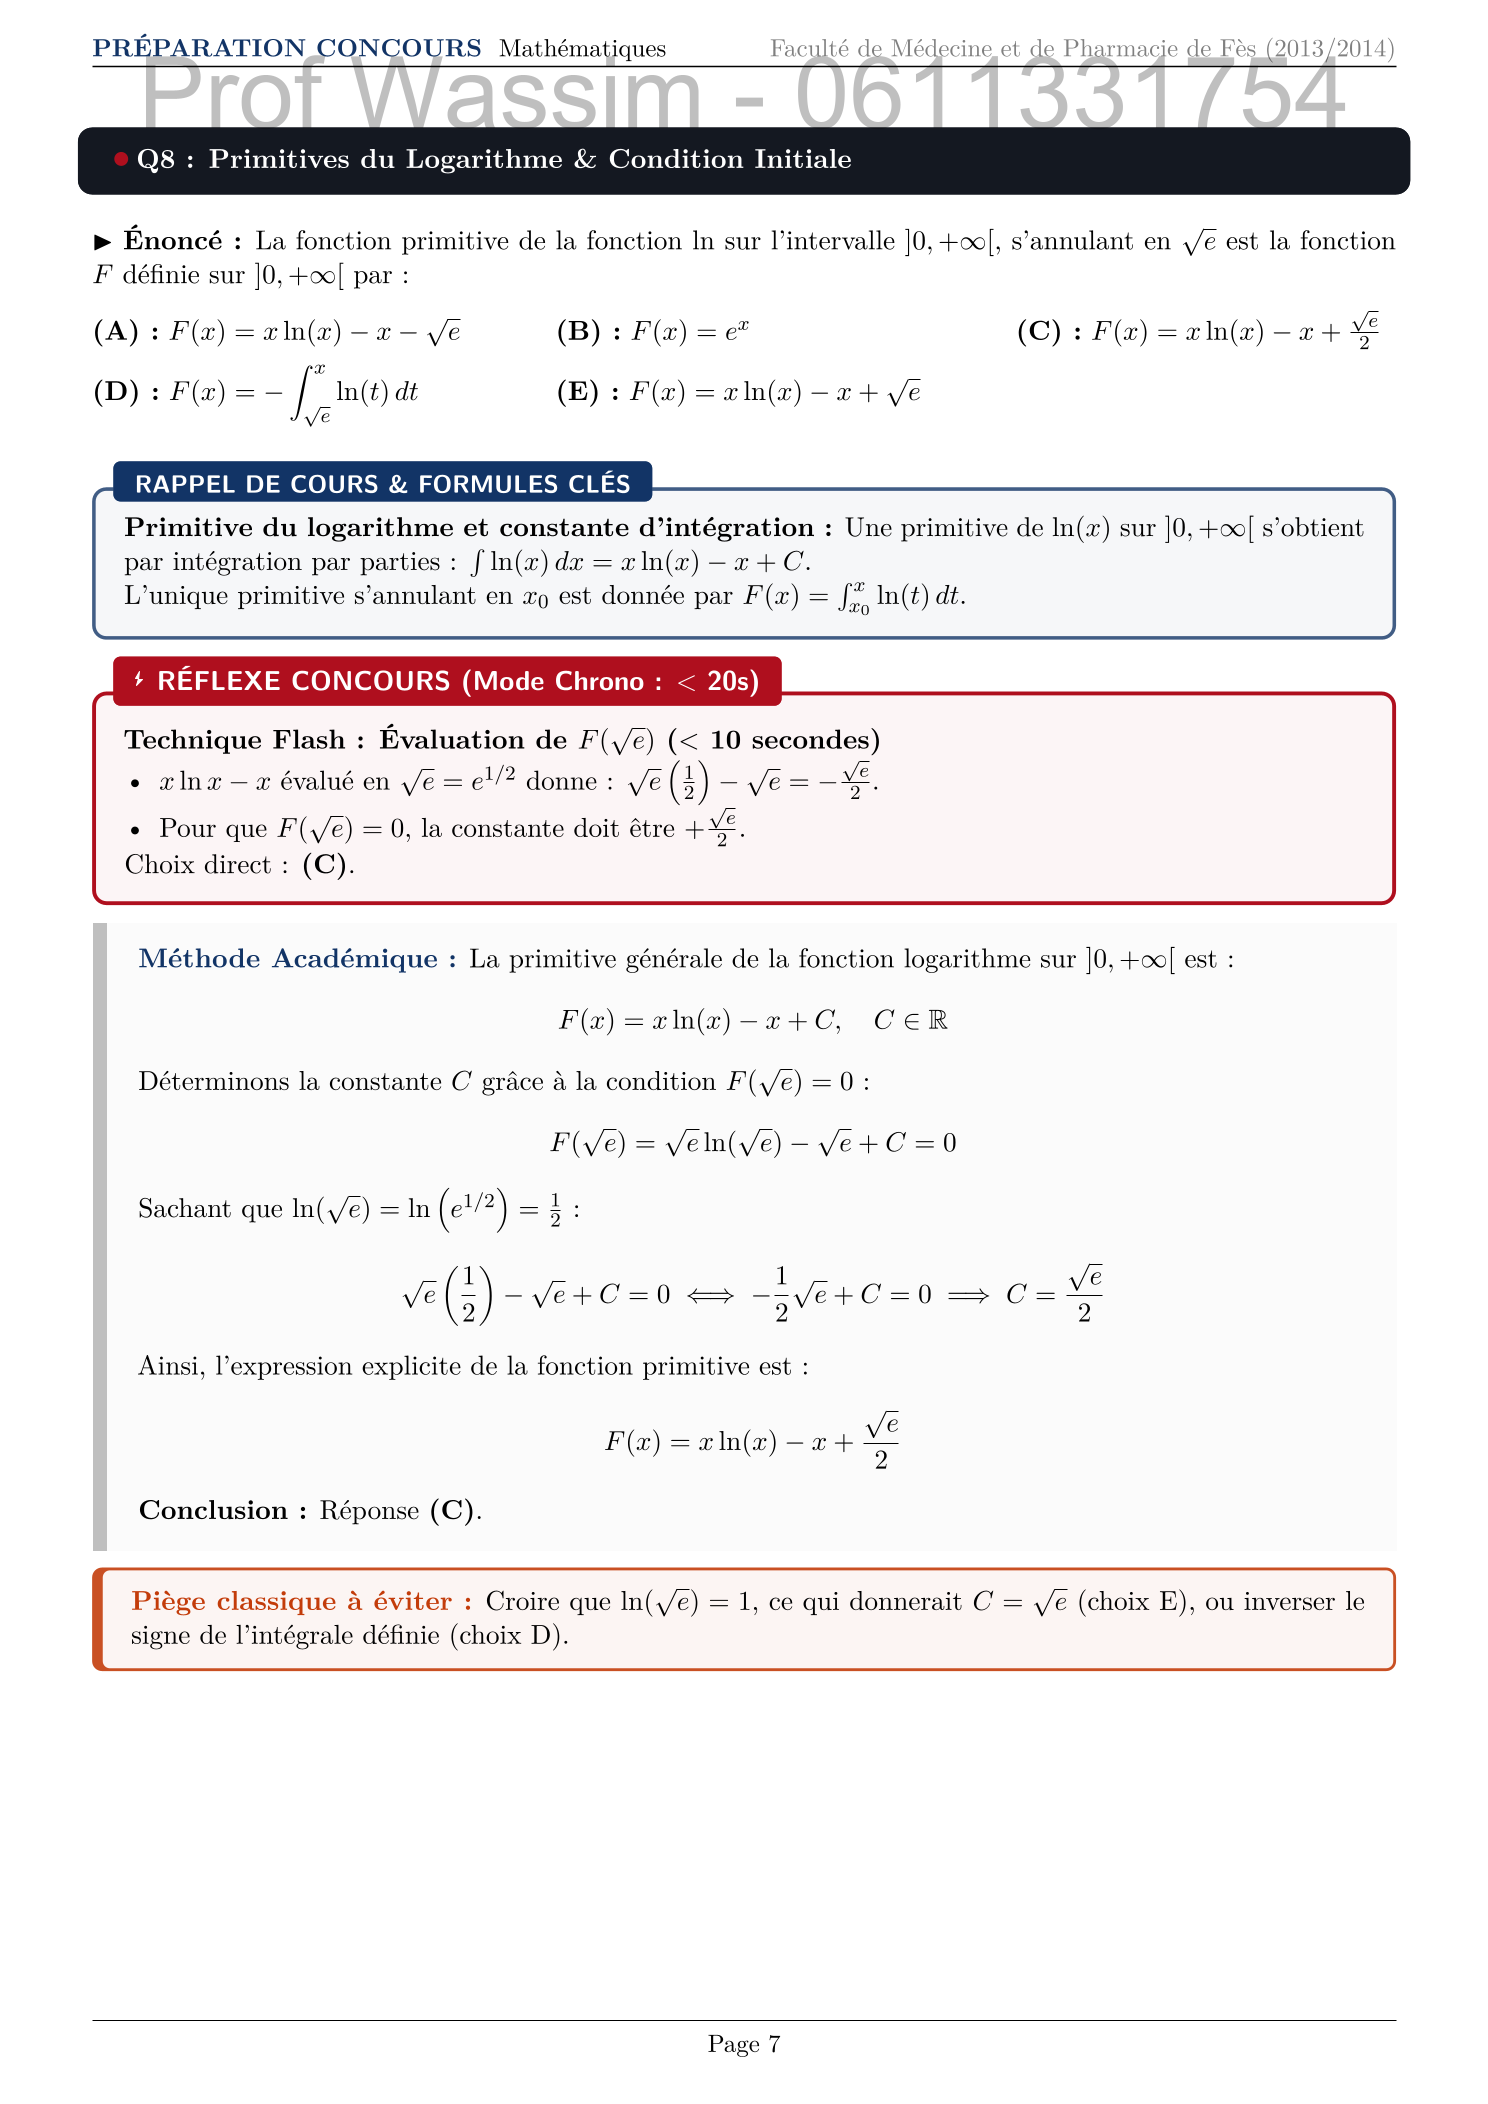 PRÉPARATION CONCOURS Mathématiques Faculté de Médecine et de Pharmacie de Fès (2013/2014)
Prof Wassim - 0611331754
• Q8 : Primitives du Logarithme & Condition Initiale
▶ Énoncé : La fonction primitive de la fonction ln sur l'intervalle ]0, +∞[, s'annulant en √e est la fonction
F définie sur ]0, +∞[ par :
(A) : F(x) = x ln(x) − x − √e (B) : F(x) = e^x (C) : F(x) = x ln(x) − x + √e/2
(D) : F(x) = − ∫_{√e}^{x} ln(t) dt (E) : F(x) = x ln(x) − x + √e
RAPPEL DE COURS & FORMULES CLÉS
Primitive du logarithme et constante d'intégration : Une primitive de ln(x) sur ]0, +∞[ s'obtient
par intégration par parties : ∫ ln(x) dx = x ln(x) − x + C.
L'unique primitive s'annulant en x₀ est donnée par F(x) = ∫_{x₀}^{x} ln(t) dt.
RÉFLEXE CONCOURS (Mode Chrono : < 20s)
Technique Flash : Évaluation de F(√e) (< 10 secondes)
• x ln x − x évalué en √e = e^{1/2} donne : √e (1/2) − √e = −√e/2.
• Pour que F(√e) = 0, la constante doit être +√e/2.
Choix direct : (C).
Méthode Académique : La primitive générale de la fonction logarithme sur ]0, +∞[ est :
F(x) = x ln(x) − x + C, C ∈ ℝ
Déterminons la constante C grâce à la condition F(√e) = 0 :
F(√e) = √e ln(√e) − √e + C = 0
Sachant que ln(√e) = ln (e^{1/2}) = 1/2 :
√e (1/2) − √e + C = 0 ⟺ −1/2 √e + C = 0 ⟹ C = √e/2
Ainsi, l'expression explicite de la fonction primitive est :
F(x) = x ln(x) − x + √e/2
Conclusion : Réponse (C).
Piège classique à éviter : Croire que ln(√e) = 1, ce qui donnerait C = √e (choix E), ou inverser le
signe de l'intégrale définie (choix D).
Page 7